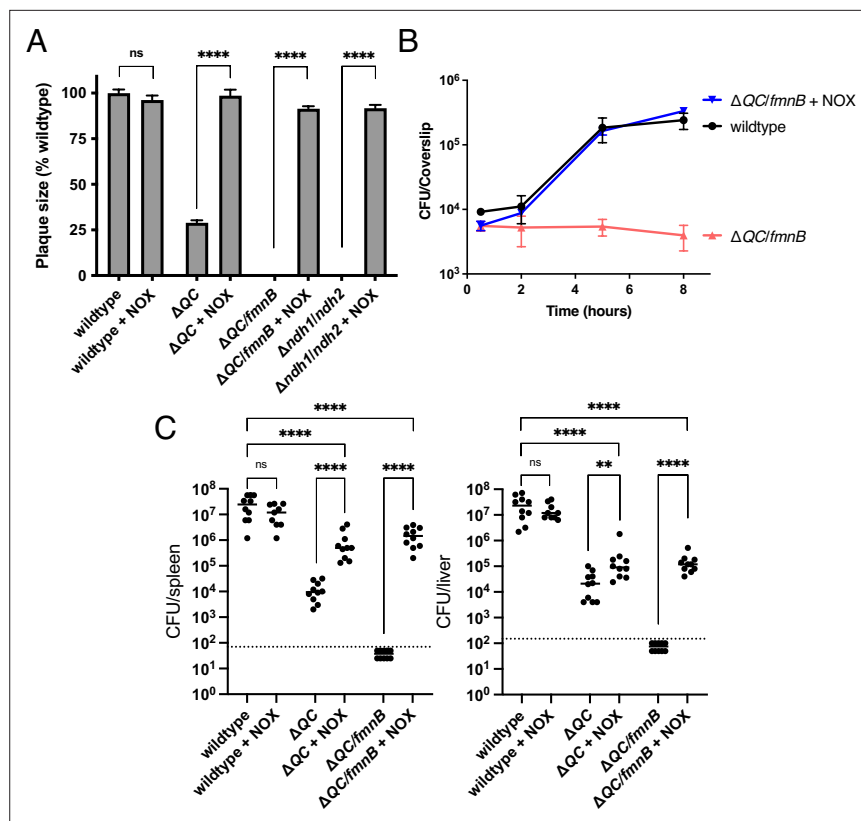 A
ns
****
****
****
Plaque size (% wildtype)
100
75
50
25
0
wildtype
wildtype + NOX
ΔQC
ΔQC + NOX
ΔQC/fmnB
ΔQC/fmnB + NOX
Δndh1/ndh2
Δndh1/ndh2 + NOX
B
CFU/Coverslip
10⁶
10⁵
10⁴
10³
0
2
4
6
8
Time (hours)
ΔQC/fmnB + NOX
wildtype
ΔQC/fmnB
C
****
****
ns
****
****
CFU/spleen
10⁸
10⁷
10⁶
10⁵
10⁴
10³
10²
10¹
10⁰
wildtype
wildtype + NOX
ΔQC
ΔQC + NOX
ΔQC/fmnB
ΔQC/fmnB + NOX
****
****
ns
**
****
CFU/liver
10⁸
10⁷
10⁶
10⁵
10⁴
10³
10²
10¹
10⁰
wildtype
wildtype + NOX
ΔQC
ΔQC + NOX
ΔQC/fmnB
ΔQC/fmnB + NOX